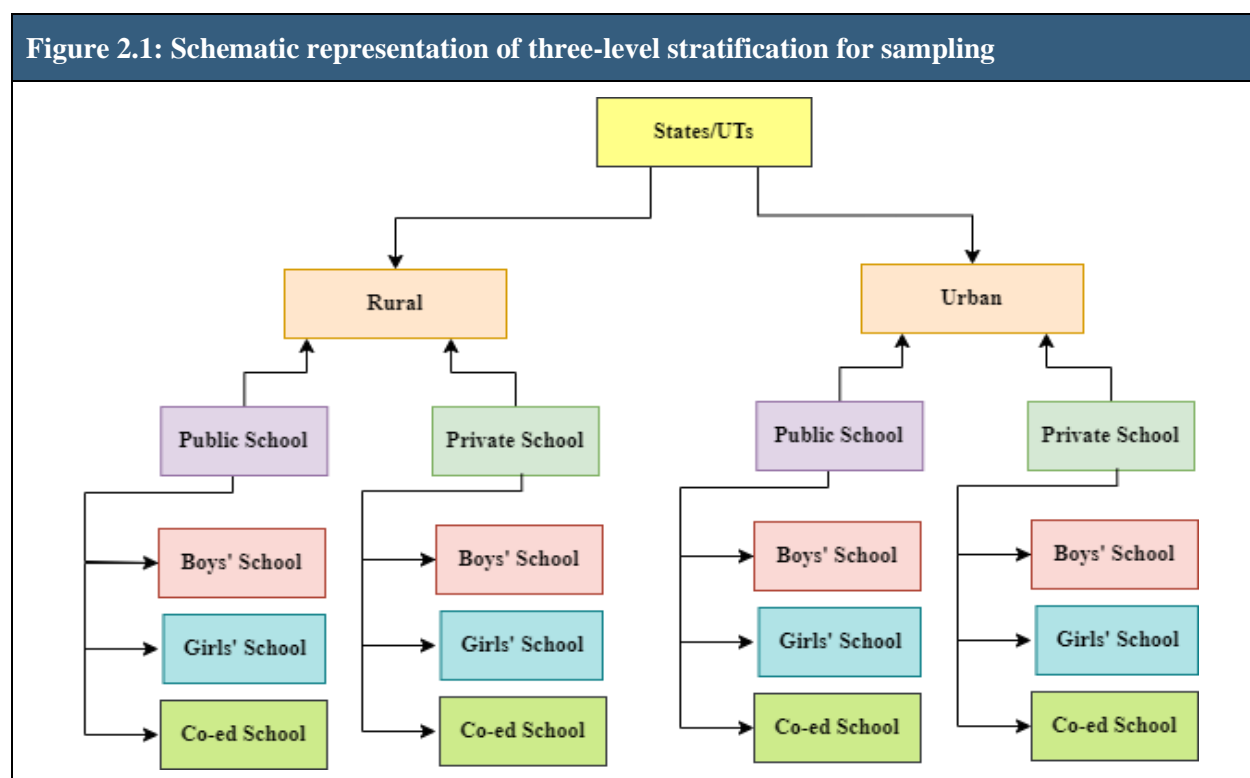 Figure 2.1: Schematic representation of three-level stratification for sampling
States/UTs
Rural
Urban
Public School
Private School
Public School
Private School
Boys' School
Boys' School
Boys' School
Boys' School
Girls' School
Girls' School
Girls' School
Girls' School
Co-ed School
Co-ed School
Co-ed School
Co-ed School